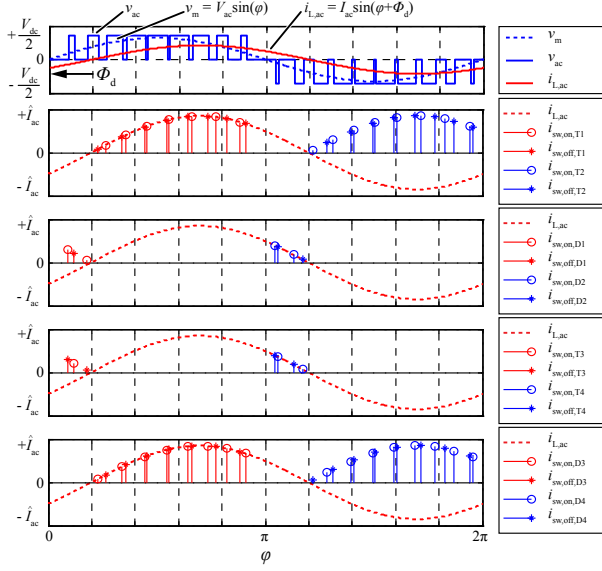 v_ac
v_m = V_ac sin(φ)
i_L,ac = I_ac sin(φ+Φ_d)
+ V_dc/2
0
- V_dc/2
Φ_d
v_m
v_ac
i_L,ac
+Î_ac
0
- Î_ac
i_L,ac
i_sw,on,T1
i_sw,off,T1
i_sw,on,T2
i_sw,off,T2
+Î_ac
0
- Î_ac
i_L,ac
i_sw,on,D1
i_sw,off,D1
i_sw,on,D2
i_sw,off,D2
+Î_ac
0
- Î_ac
i_L,ac
i_sw,on,T3
i_sw,off,T3
i_sw,on,T4
i_sw,off,T4
+Î_ac
0
- Î_ac
i_L,ac
i_sw,on,D3
i_sw,off,D3
i_sw,on,D4
i_sw,off,D4
0 π 2π
φ